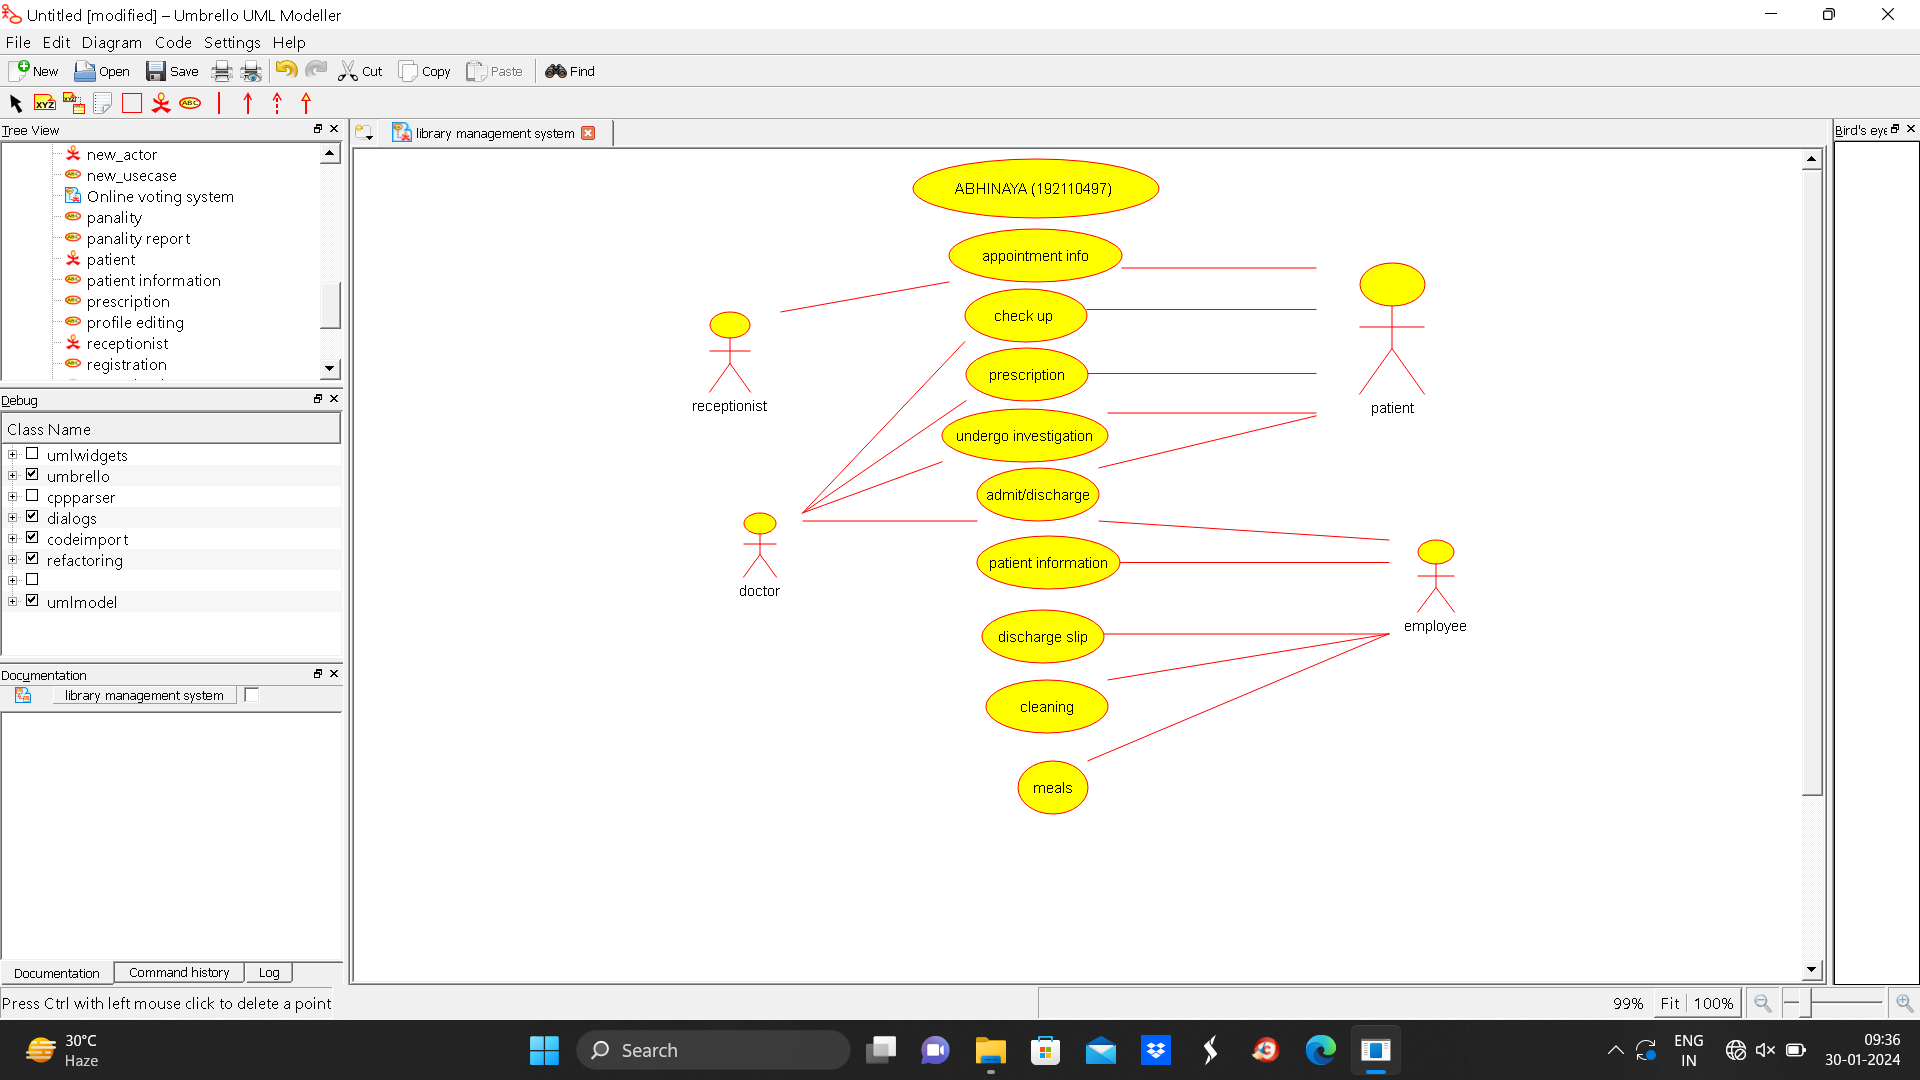 Untitled [modified] – Umbrello UML Modeller
File Edit Diagram Code Settings Help
New Open Save Cut Copy Paste Find
XYZ XYZ ABC
Tree View
new_actor
new_usecase
Online voting system
panality
panality report
patient
patient information
prescription
profile editing
receptionist
registration
Debug
Class Name
umlwidgets
umbrello
cppparser
dialogs
codeimport
refactoring
umlmodel
Documentation
library management system
Documentation Command history Log
Press Ctrl with left mouse click to delete a point
library management system
Bird's eye
ABHINAYA (192110497)
appointment info
check up
prescription
undergo investigation
admit/discharge
patient information
discharge slip
cleaning
meals
receptionist
doctor
patient
employee
99% Fit 100%
30°C
Haze
Search
ENG
IN
09:36
30-01-2024